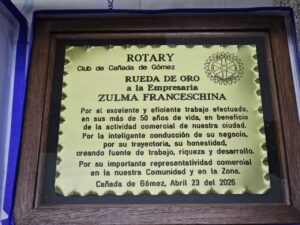 ROTARY
Club de Cañada de Gómez
RUEDA DE ORO
a la Empresaria
ZULMA FRANCESCHINA
Por el excelente y eficiente trabajo efectuado,
en sus más de 50 años de vida, en beneficio
de la actividad comercial de nuestra ciudad.
Por la inteligente conducción de su negocio,
por su trayectoria, su honestidad,
creando fuente de trabajo, riqueza y desarrollo.
Por su importante representatividad comercial
en la nuestra Comunidad y en la Zona.
Cañada de Gómez, Abril 23 del 2026